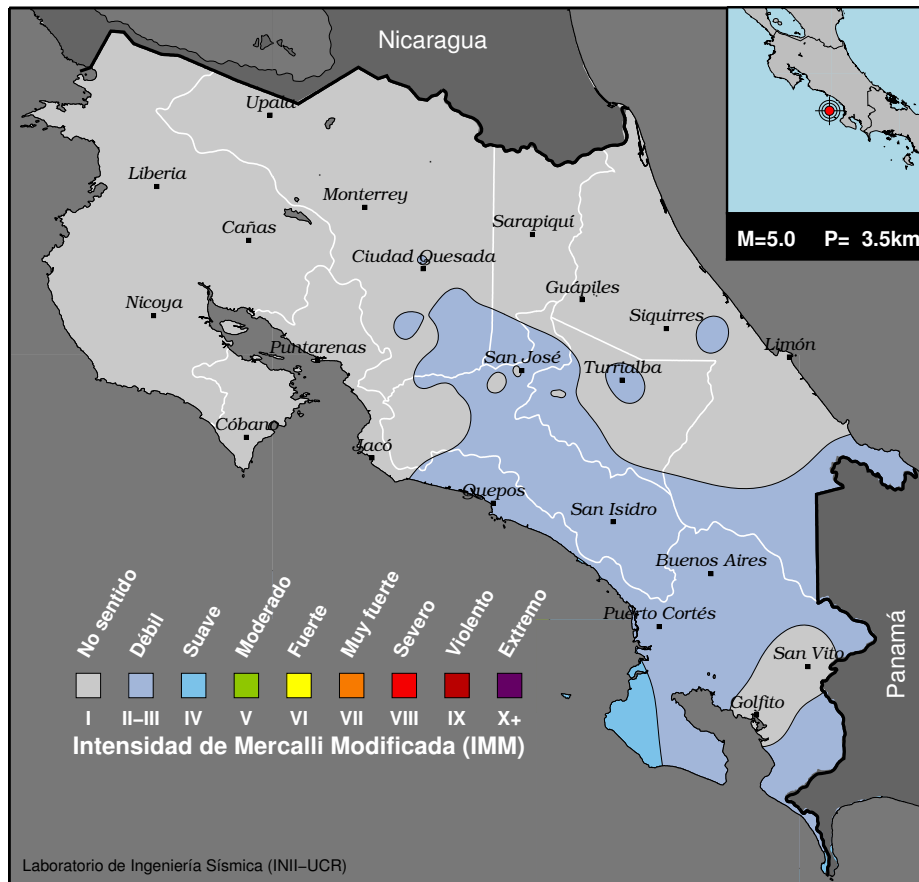 Nicaragua
Upala
Liberia
Monterrey
Cañas
Sarapiquí
M=5.0 P= 3.5km
Ciudad Quesada
Guápiles
Nicoya
Siquirres
Puntarenas
San José
Limón
Turrialba
Cóbano
Jacó
Quepos
San Isidro
Buenos Aires
Puerto Cortés
San Vito
Golfito
Panamá
No sentido
Débil
Suave
Moderado
Fuerte
Muy fuerte
Severo
Violento
Extremo
I II–III IV V VI VII VIII IX X+
Intensidad de Mercalli Modificada (IMM)
Laboratorio de Ingeniería Sísmica (INII–UCR)